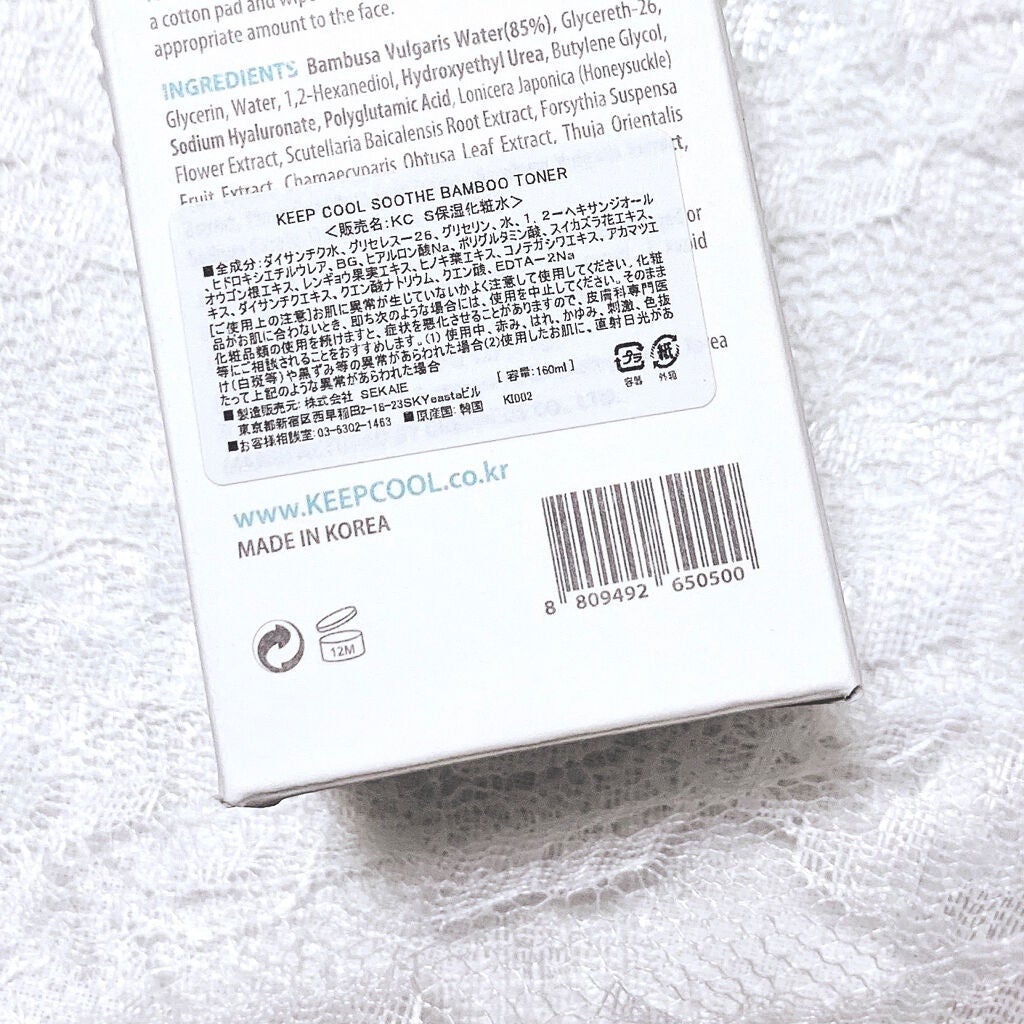 a cotton pad and wipe
appropriate amount to the face.
INGREDIENTS Bambusa Vulgaris Water(85%), Glycereth-26,
Glycerin, Water, 1,2-Hexanediol, Hydroxyethyl Urea, Butylene Glycol,
Sodium Hyaluronate, Polyglutamic Acid, Lonicera Japonica (Honeysuckle)
Flower Extract, Scutellaria Baicalensis Root Extract, Forsythia Suspensa
Fruit Extract, Chamaecyparis Obtusa Leaf Extract, Thuja Orientalis
KEEP COOL SOOTHE BAMBOO TONER
<販売名:KC S保湿化粧水>
■全成分:ダイサンチク水、グリセレスー26、グリセリン、水、1,2ーヘキサンジオール
ヒドロキシエチルウレア、BG、ヒアルロン酸Na、ポリグルタミン酸、スイカズラ花エキス、
オウゴン根エキス、レンギョウ果実エキス、ヒノキ葉エキス、コノテガシワエキス、アカマツエ
キス、ダイサンチクエキス、クエン酸ナトリウム、クエン酸、EDTAー2Na
[ご使用上の注意]お肌に異常が生じていないかよく注意して使用してください。化粧
品がお肌に合わないとき、即ち次のような場合には、使用を中止してください。そのまま
化粧品類の使用を続けますと、症状を悪化させることがありますので、皮膚科専門医
等にご相談されることをおすすめします。(1)使用中、赤み、はれ、かゆみ、刺激、色抜
け(白斑等)や黒ずみ等の異常があらわれた場合(2)使用したお肌に、直射日光があ
たって上記のような異常があらわれた場合
■製造販売元:株式会社 SEKAIE [容量:160ml]
東京都新宿区西早稲田2-18-23SKYeastaビル KI002
■お客様相談室:03-6302-1463 ■原産国:韓国
プラ
容器
紙
外箱
www.KEEPCOOL.co.kr
MADE IN KOREA
8 809492 650500
12M